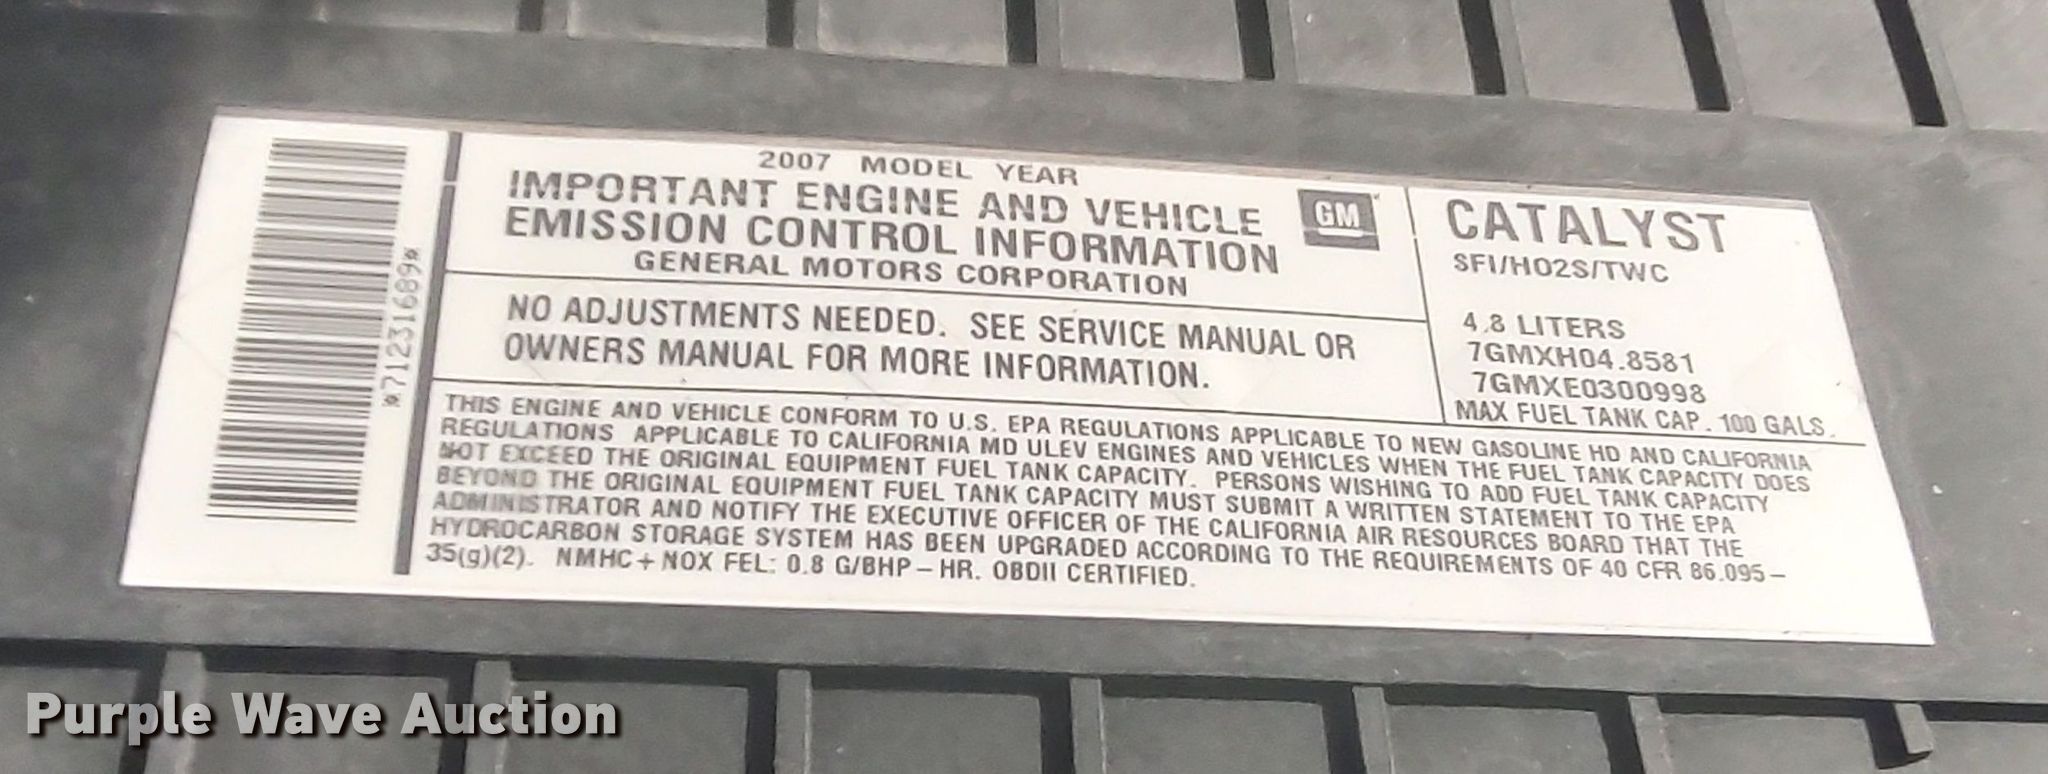 2007 MODEL YEAR
IMPORTANT ENGINE AND VEHICLE
EMISSION CONTROL INFORMATION
GENERAL MOTORS CORPORATION
GM
NO ADJUSTMENTS NEEDED. SEE SERVICE MANUAL OR
OWNERS MANUAL FOR MORE INFORMATION.
CATALYST
SFI/HO2S/TWC
4.8 LITERS
7GMXH04.8581
7GMXE0300998
MAX FUEL TANK CAP. 100 GALS.
THIS ENGINE AND VEHICLE CONFORM TO U.S. EPA REGULATIONS APPLICABLE TO NEW GASOLINE HD AND CALIFORNIA
REGULATIONS APPLICABLE TO CALIFORNIA MD ULEV ENGINES AND VEHICLES WHEN THE FUEL TANK CAPACITY DOES
NOT EXCEED THE ORIGINAL EQUIPMENT FUEL TANK CAPACITY. PERSONS WISHING TO ADD FUEL TANK CAPACITY
BEYOND THE ORIGINAL EQUIPMENT FUEL TANK CAPACITY MUST SUBMIT A WRITTEN STATEMENT TO THE EPA
ADMINISTRATOR AND NOTIFY THE EXECUTIVE OFFICER OF THE CALIFORNIA AIR RESOURCES BOARD THAT THE
HYDROCARBON STORAGE SYSTEM HAS BEEN UPGRADED ACCORDING TO THE REQUIREMENTS OF 40 CFR 86.095–
35(g)(2). NMHC+NOX FEL: 0.8 G/BHP–HR. OBDII CERTIFIED.
*71231689*
Purple Wave Auction